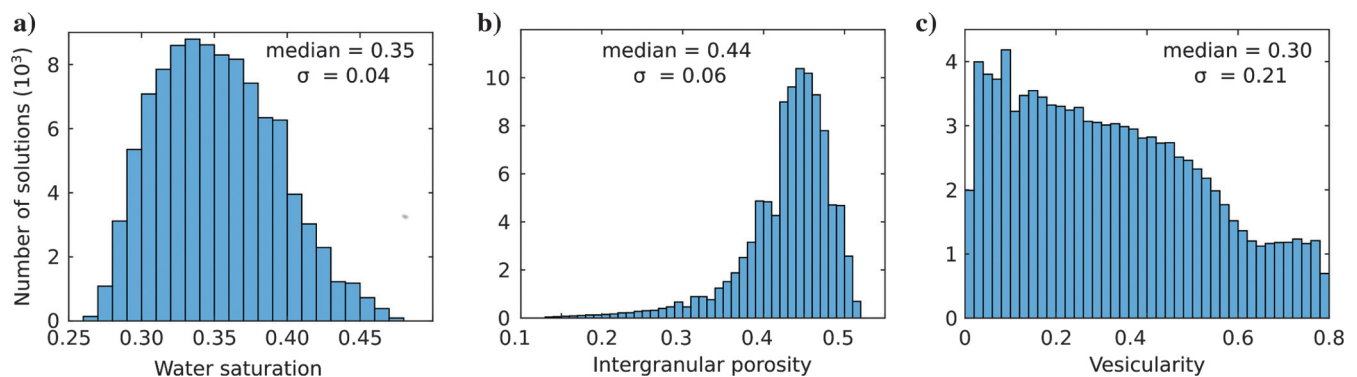 a)
median = 0.35
σ = 0.04
Number of solutions (10³)
8
6
4
2
0
0.25 0.30 0.35 0.40 0.45
Water saturation
b)
median = 0.44
σ = 0.06
10
8
6
4
2
0
0.1 0.2 0.3 0.4 0.5
Intergranular porosity
c)
median = 0.30
σ = 0.21
4
3
2
1
0
0 0.2 0.4 0.6 0.8
Vesicularity